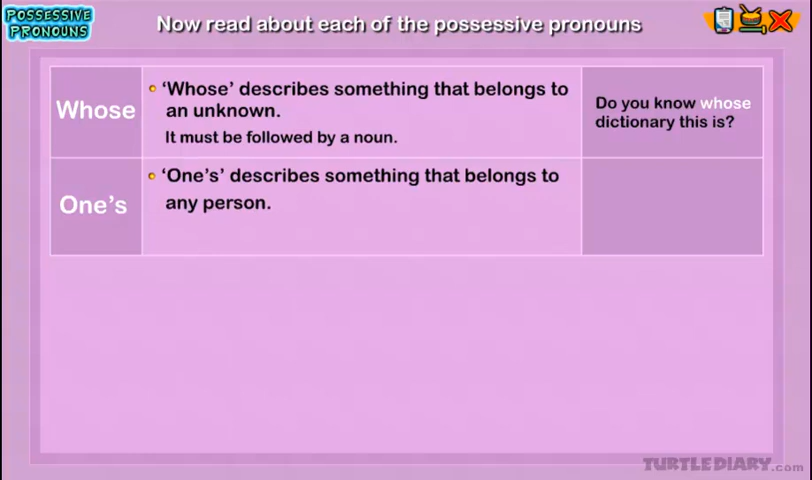 POSSESSIVE
PRONOUNS
Now read about each of the possessive pronouns
Whose
‘Whose’ describes something that belongs to
an unknown.
It must be followed by a noun.
Do you know whose
dictionary this is?
One’s
‘One’s’ describes something that belongs to
any person.
TURTLEDIARY.com